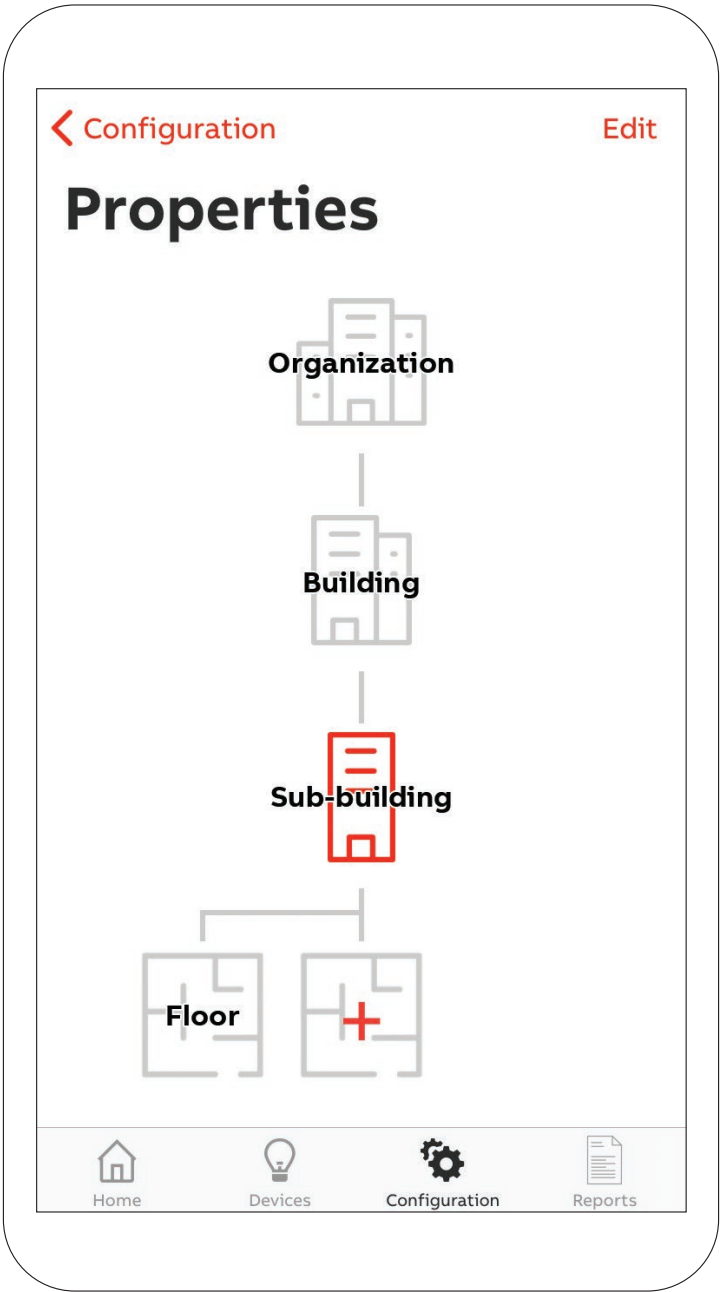 Configuration
Edit
Properties
Organization
Building
Sub-building
Floor
+
Home
Devices
Configuration
Reports